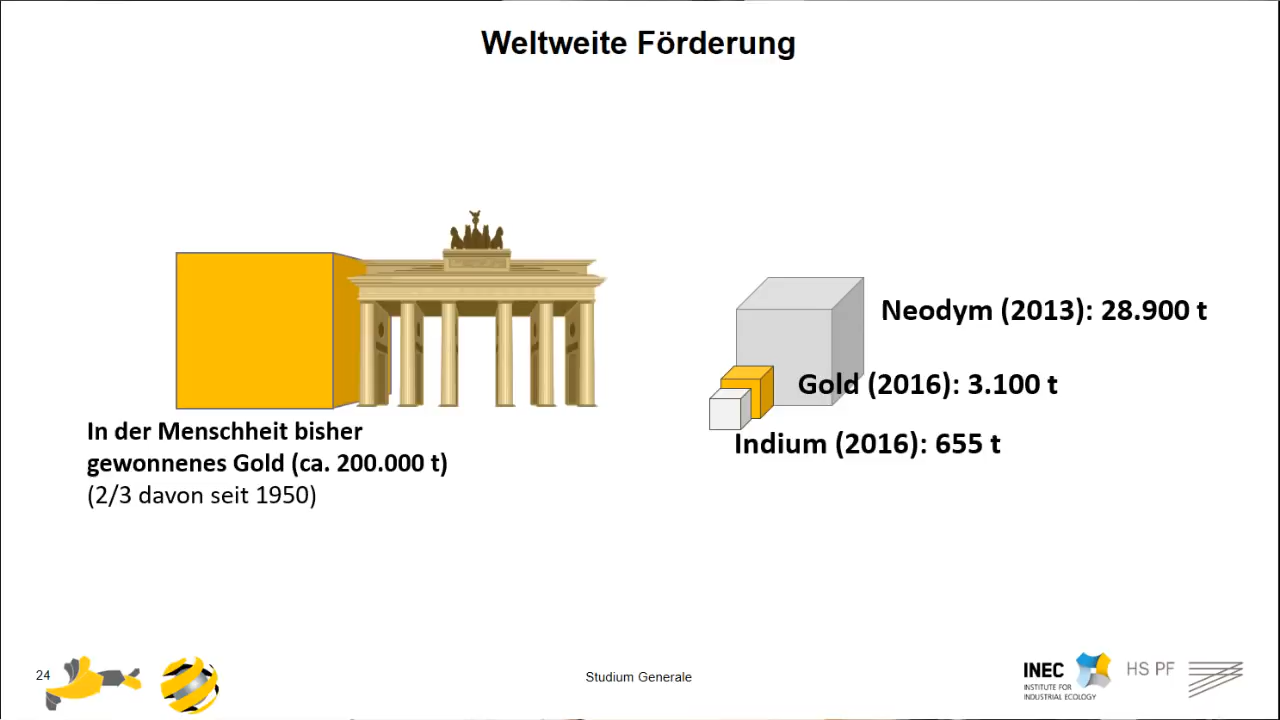 Weltweite Förderung
In der Menschheit bisher
gewonnenes Gold (ca. 200.000 t)
(2/3 davon seit 1950)
Neodym (2013): 28.900 t
Gold (2016): 3.100 t
Indium (2016): 655 t
24
Studium Generale
INEC
INSTITUTE FOR
INDUSTRIAL ECOLOGY
HS PF